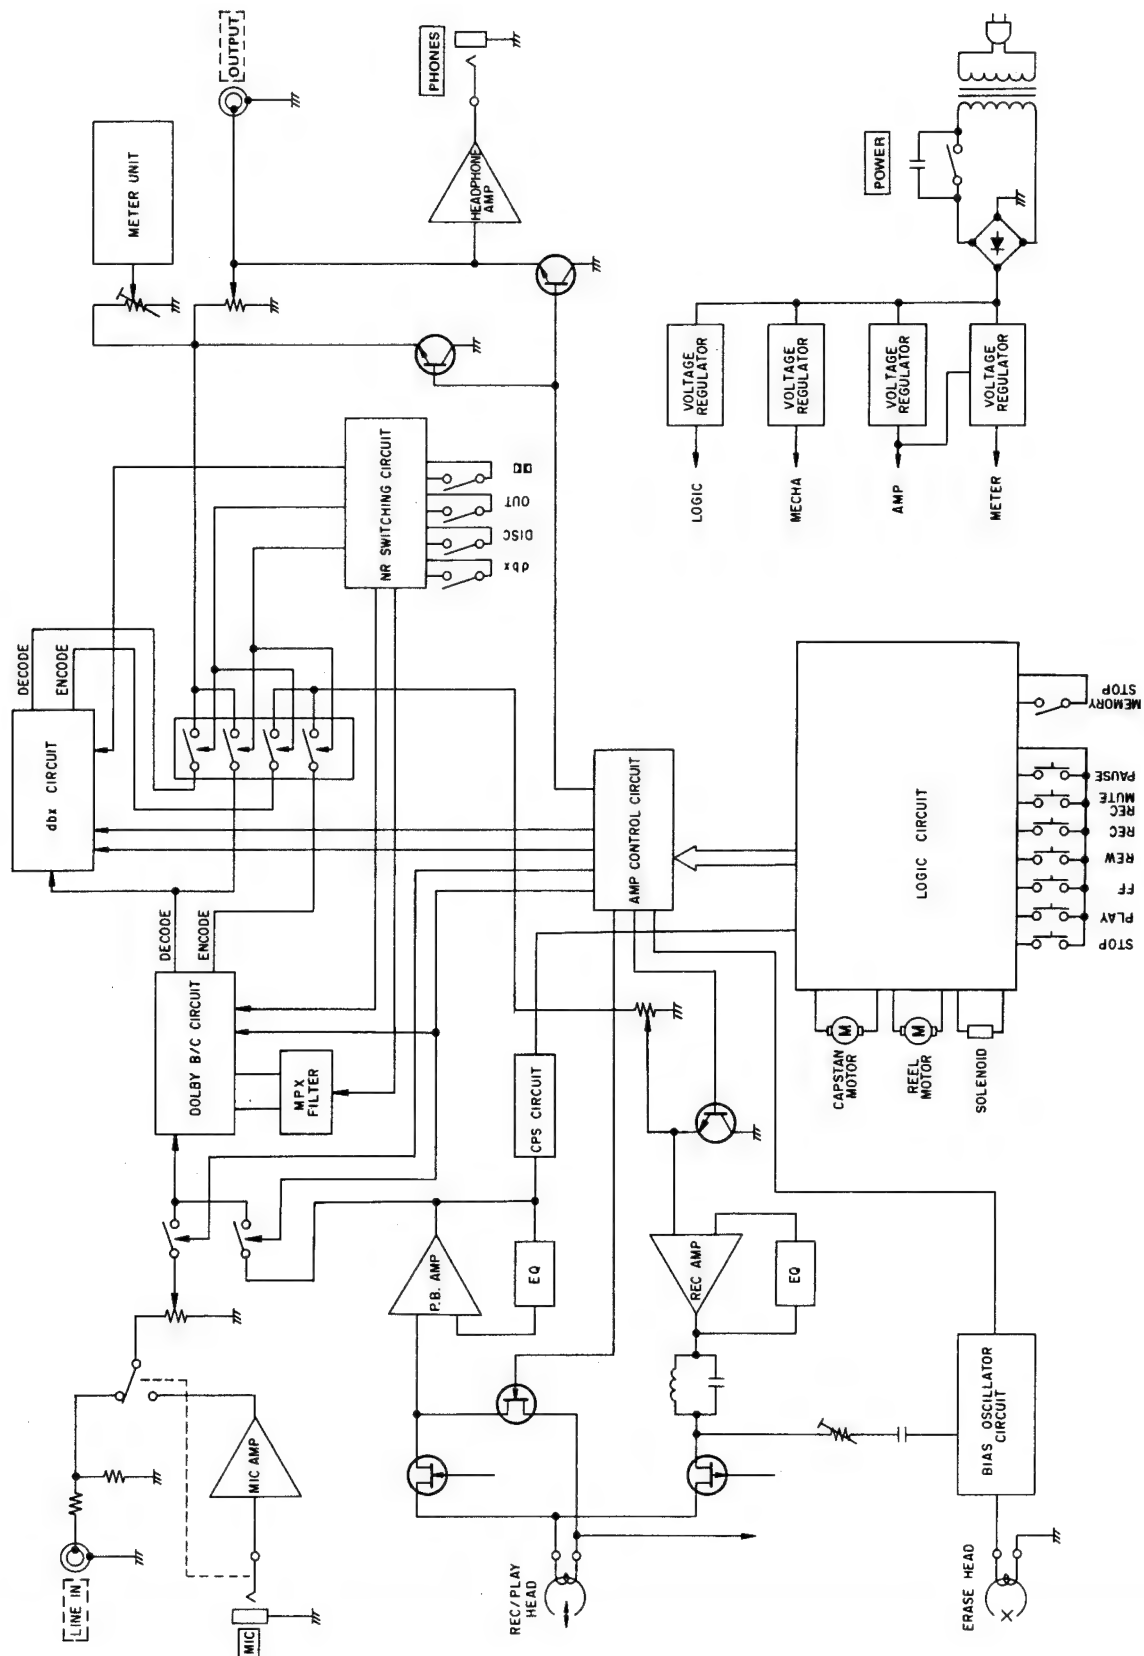 LINE IN
MIC
MIC AMP
DOLBY B/C CIRCUIT
DECODE
ENCODE
MPX
FILTER
dbx CIRCUIT
DECODE
ENCODE
METER UNIT
OUTPUT
PHONES
HEADPHONE
AMP
NR SWITCHING CIRCUIT
dbx
DISC
OUT
REC/PLAY
HEAD
P.B. AMP
EQ
CPS CIRCUIT
REC AMP
EQ
AMP CONTROL CIRCUIT
ERASE HEAD
BIAS OSCILLATOR
CIRCUIT
CAPSTAN
MOTOR
M
REEL
MOTOR
M
SOLENOID
LOGIC CIRCUIT
STOP
PLAY
FF
REW
REC
REC
MUTE
PAUSE
MEMORY
STOP
POWER
VOLTAGE
REGULATOR
LOGIC
VOLTAGE
REGULATOR
MECHA
VOLTAGE
REGULATOR
AMP
VOLTAGE
REGULATOR
METER